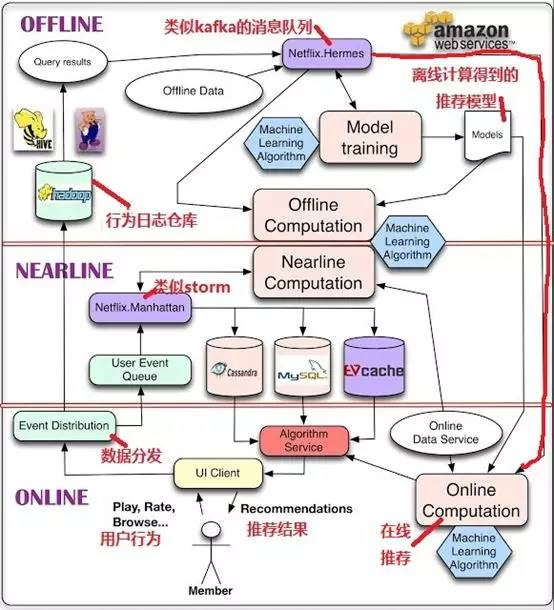 OFFLINE
类似kafka的消息队列
amazon
web services™
Query results
Netflix.Hermes
Offline Data
离线计算得到的
推荐模型
HIVE
Machine
Learning
Algorithm
Model
training
Models
hadoop
行为日志仓库
Offline
Computation
Machine
Learning
Algorithm
NEARLINE
类似storm
Nearline
Computation
Netflix.Manhattan
User Event
Queue
Cassandra
MySQL
EVcache
Event Distribution
数据分发
Algorithm
Service
Online
Data Service
UI Client
ONLINE
Play, Rate,
Browse...
用户行为
Recommendations
推荐结果
Member
在线
推荐
Online
Computation
Machine
Learning
Algorithm